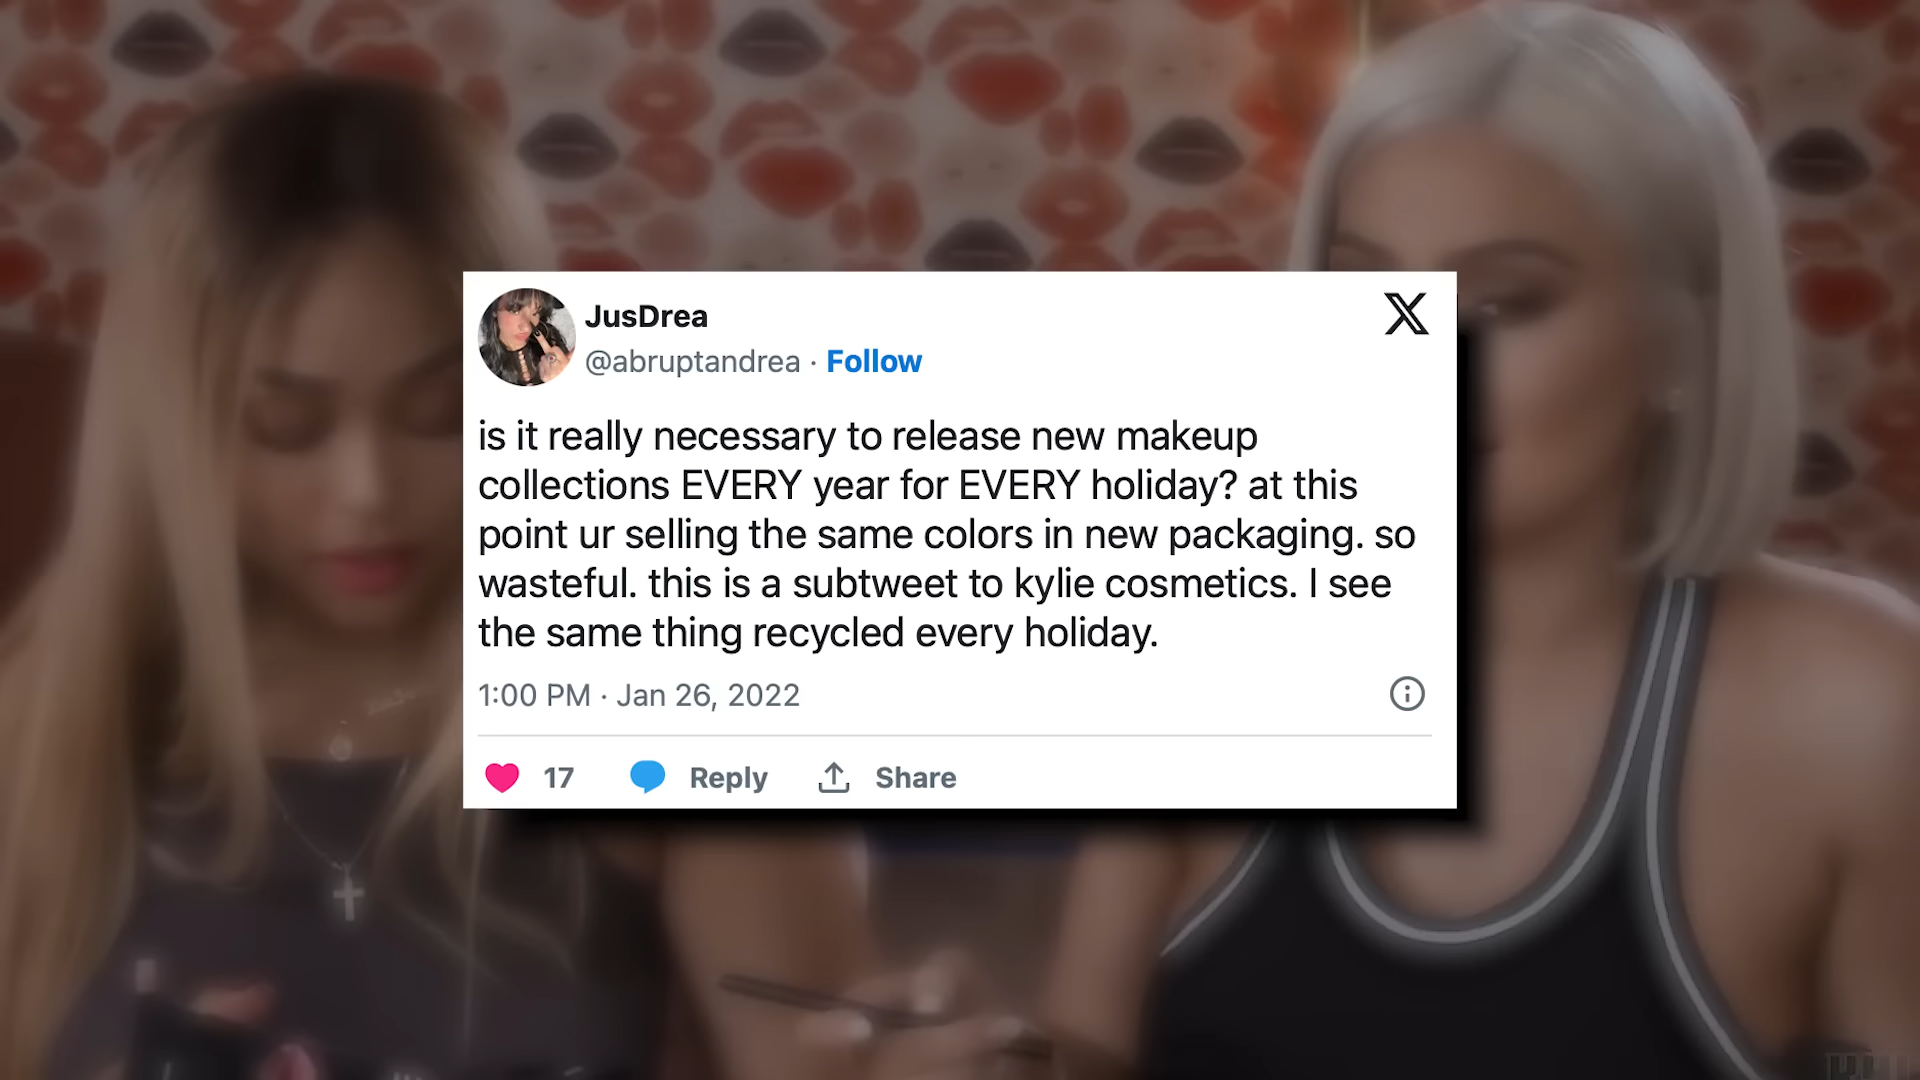 JusDrea
@abruptandrea · Follow
is it really necessary to release new makeup
collections EVERY year for EVERY holiday? at this
point ur selling the same colors in new packaging. so
wasteful. this is a subtweet to kylie cosmetics. I see
the same thing recycled every holiday.
1:00 PM · Jan 26, 2022
17 Reply Share